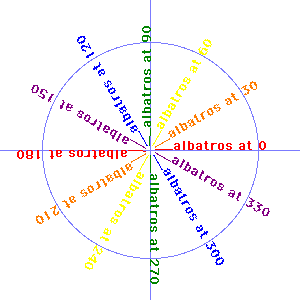 albatros at 0
albatros at 30
albatros at 60
albatros at 90
albatros at 120
albatros at 150
albatros at 180
albatros at 210
albatros at 240
albatros at 270
albatros at 300
albatros at 330